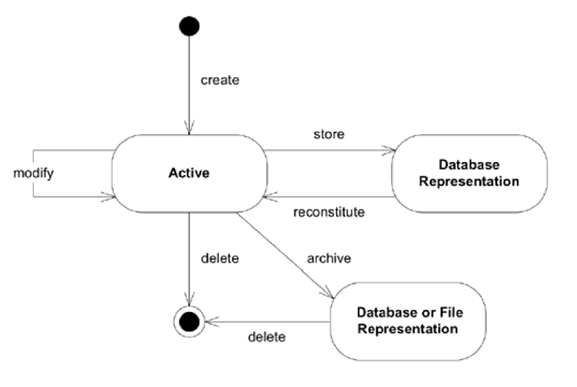 create
store
modify
Active
Database
Representation
reconstitute
delete
archive
Database or File
Representation
delete